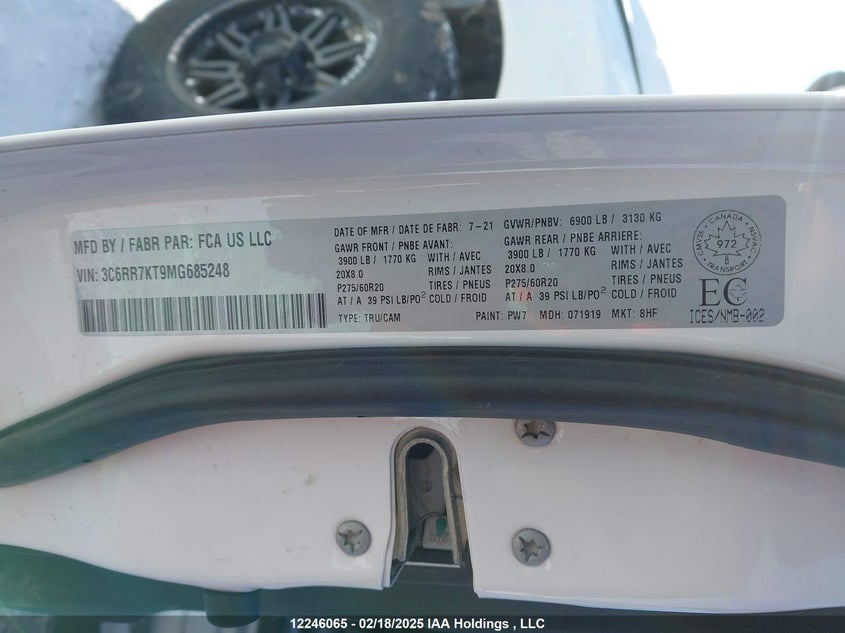 MFD BY / FABR PAR: FCA US LLC
VIN: 3C6RR7KT9MG685248
DATE OF MFR / DATE DE FABR: 7-21 GVWR/PNBV: 6900 LB / 3130 KG
GAWR FRONT / PNBE AVANT: GAWR REAR / PNBE ARRIERE:
3900 LB / 1770 KG WITH / AVEC 3900 LB / 1770 KG WITH / AVEC
20X8.0 RIMS / JANTES 20X8.0 RIMS / JANTES
P275/60R20 TIRES / PNEUS P275/60R20 TIRES / PNEUS
AT / A 39 PSI LB/PO² COLD / FROID AT / A 39 PSI LB/PO² COLD / FROID
TYPE: TRU/CAM PAINT: PW7 MDH: 071919 MKT: 8HF
CANADA
CMVSS
NSVAC
972
TRANSPORT
EC
ICES/NMB-002
12246065 - 02/18/2025 IAA Holdings , LLC